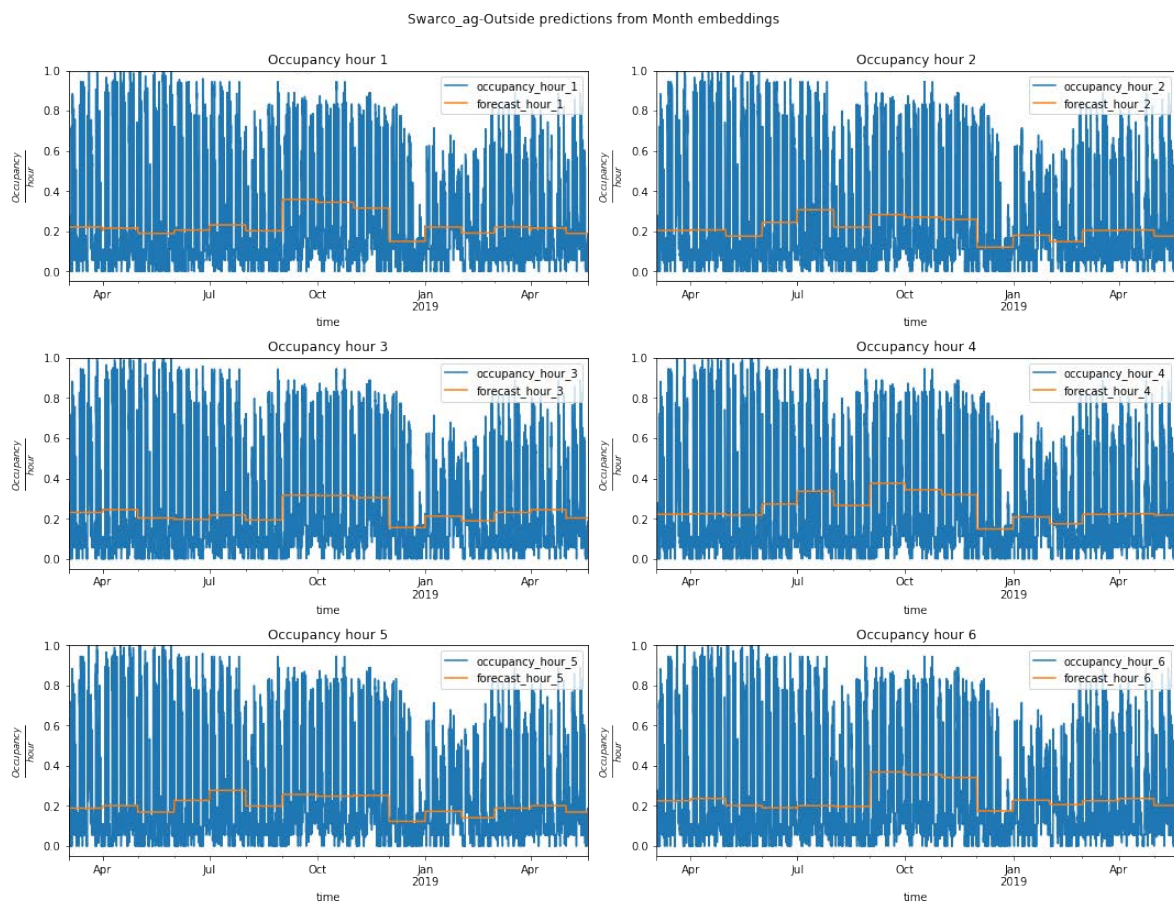 Swarco_ag-Outside predictions from Month embeddings
Occupancy hour 1
1.0
0.8
0.6
0.4
0.2
0.0
Occupancy
hour
occupancy_hour_1
forecast_hour_1
Apr
Jul
Oct
Jan
2019
Apr
time
Occupancy hour 2
1.0
0.8
0.6
0.4
0.2
0.0
Occupancy
hour
occupancy_hour_2
forecast_hour_2
Apr
Jul
Oct
Jan
2019
Apr
time
Occupancy hour 3
1.0
0.8
0.6
0.4
0.2
0.0
Occupancy
hour
occupancy_hour_3
forecast_hour_3
Apr
Jul
Oct
Jan
2019
Apr
time
Occupancy hour 4
1.0
0.8
0.6
0.4
0.2
0.0
Occupancy
hour
occupancy_hour_4
forecast_hour_4
Apr
Jul
Oct
Jan
2019
Apr
time
Occupancy hour 5
1.0
0.8
0.6
0.4
0.2
0.0
Occupancy
hour
occupancy_hour_5
forecast_hour_5
Apr
Jul
Oct
Jan
2019
Apr
time
Occupancy hour 6
1.0
0.8
0.6
0.4
0.2
0.0
Occupancy
hour
occupancy_hour_6
forecast_hour_6
Apr
Jul
Oct
Jan
2019
Apr
time